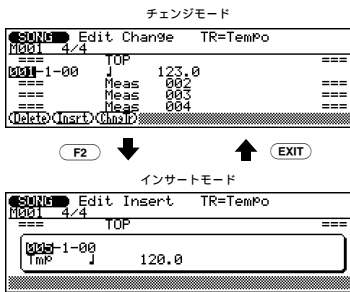 チェンジモード
SONG Edit Change TR=Tempo
M001 4/4
=== TOP ===
001-1-00 ♩ 123.0
=== Meas 002 ===
=== Meas 003 ===
=== Meas 004 ===
(Delete)(Insrt)(ChngTr)
F2 EXIT
インサートモード
SONG Edit Insert TR=Tempo
M001 4/4
=== TOP ===
005-1-00
Tmp ♩ 120.0